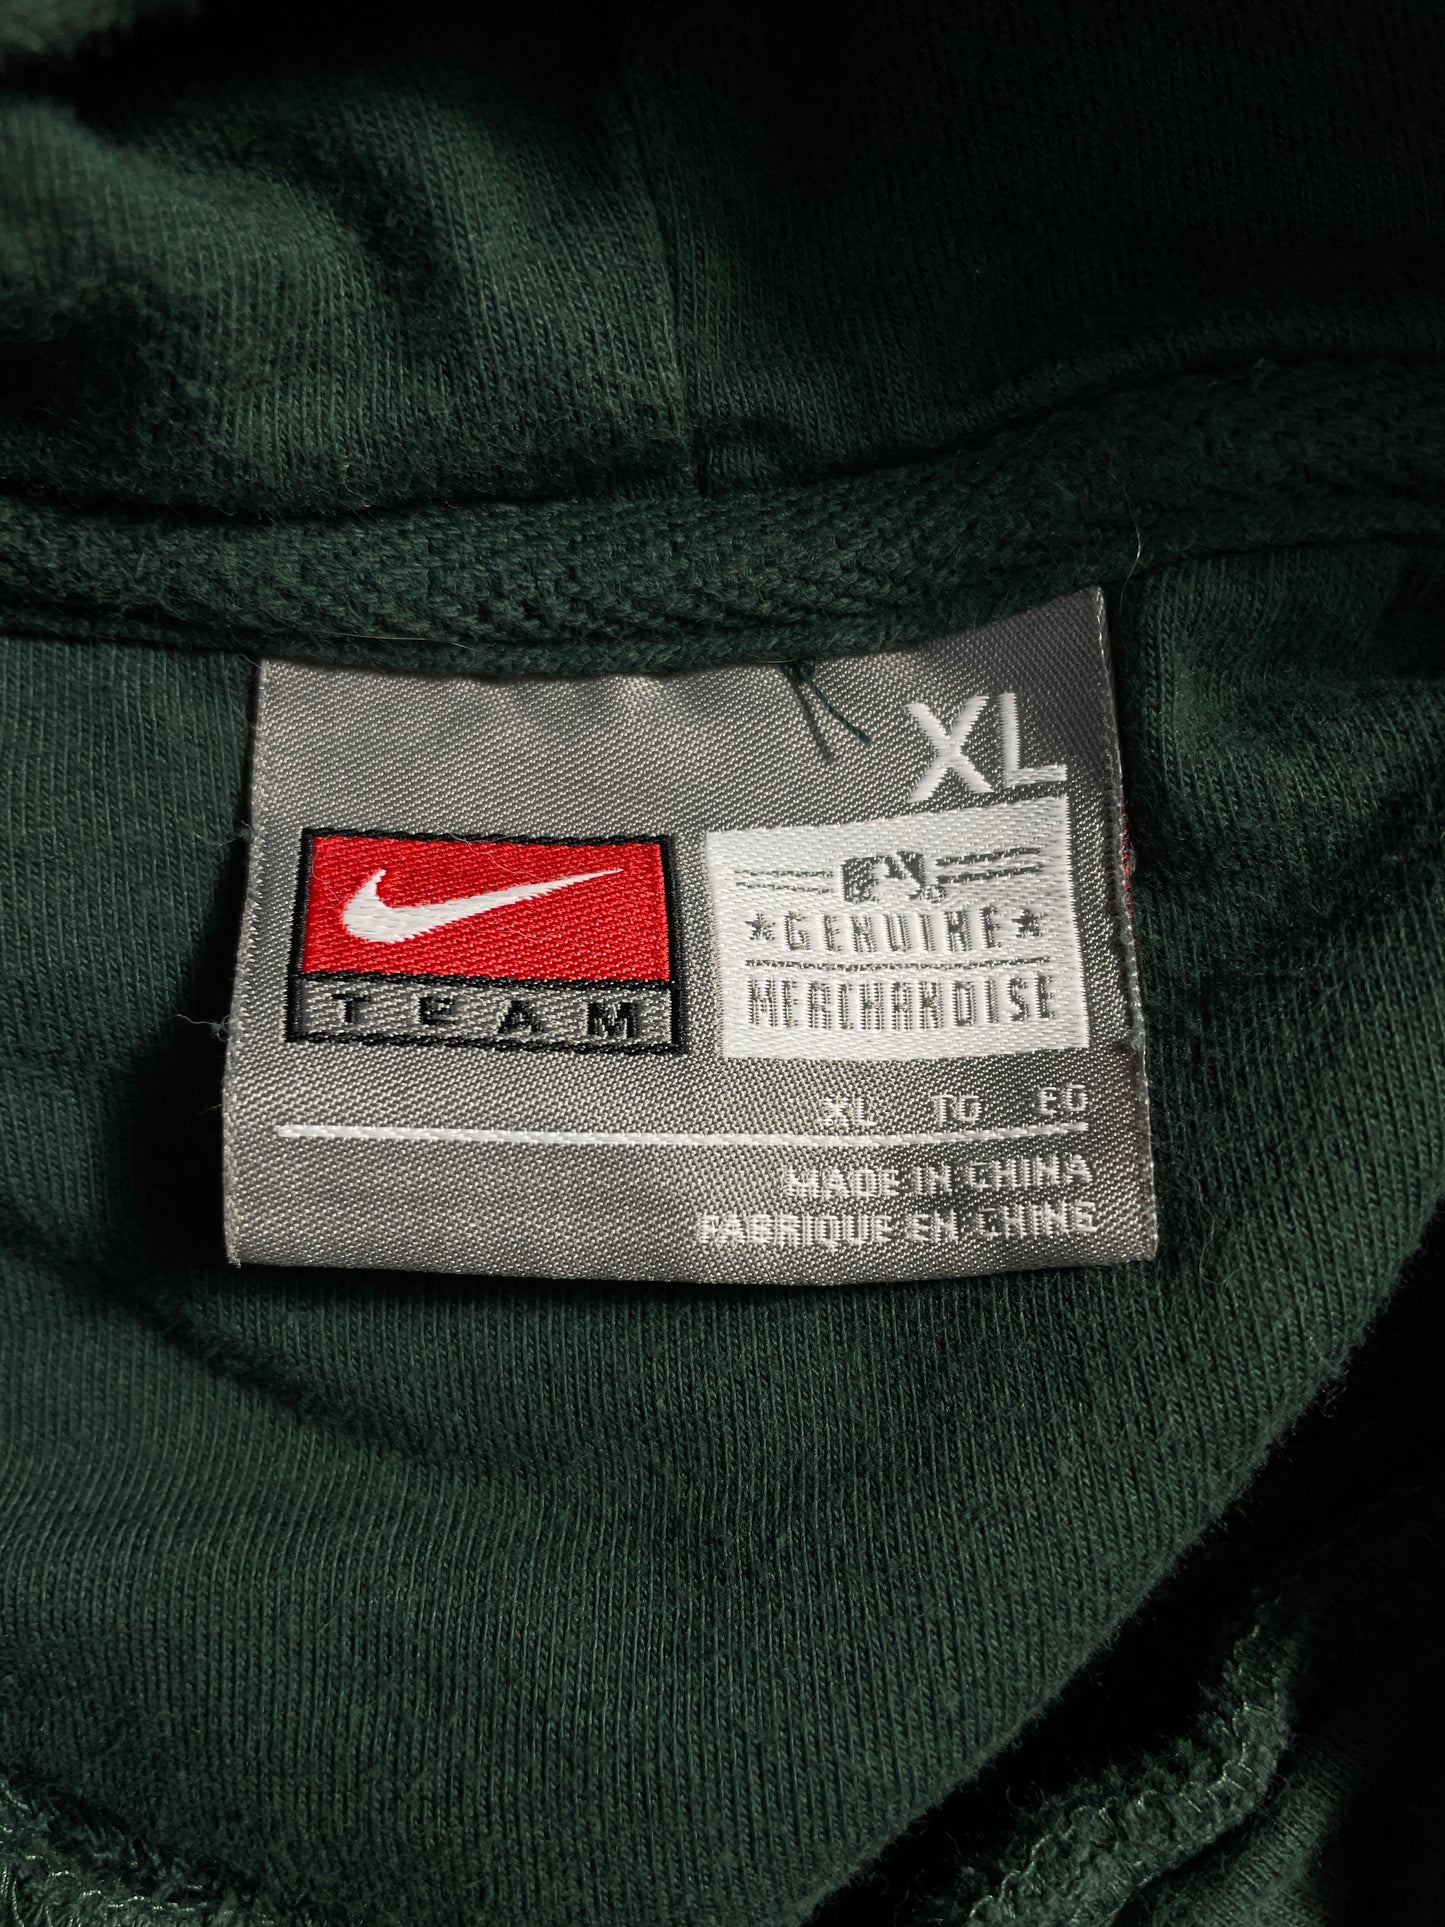 XL
TEAM
GENUINE
MERCHANDISE
XL TG EG
MADE IN CHINA
FABRIQUE EN CHINE